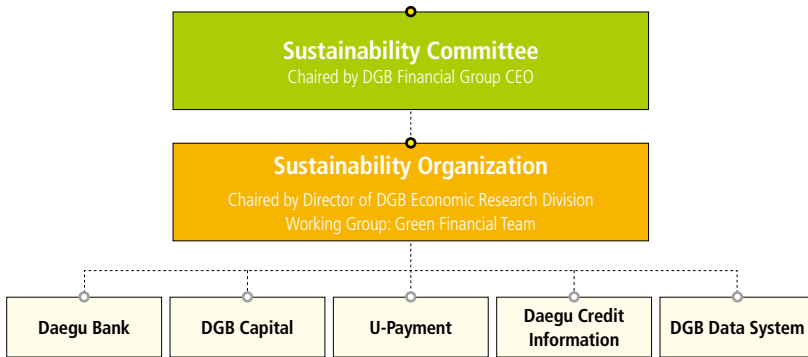 Sustainability Committee
Chaired by DGB Financial Group CEO
Sustainability Organization
Chaired by Director of DGB Economic Research Division
Working Group: Green Financial Team
Daegu Bank
DGB Capital
U-Payment
Daegu Credit
Information
DGB Data System